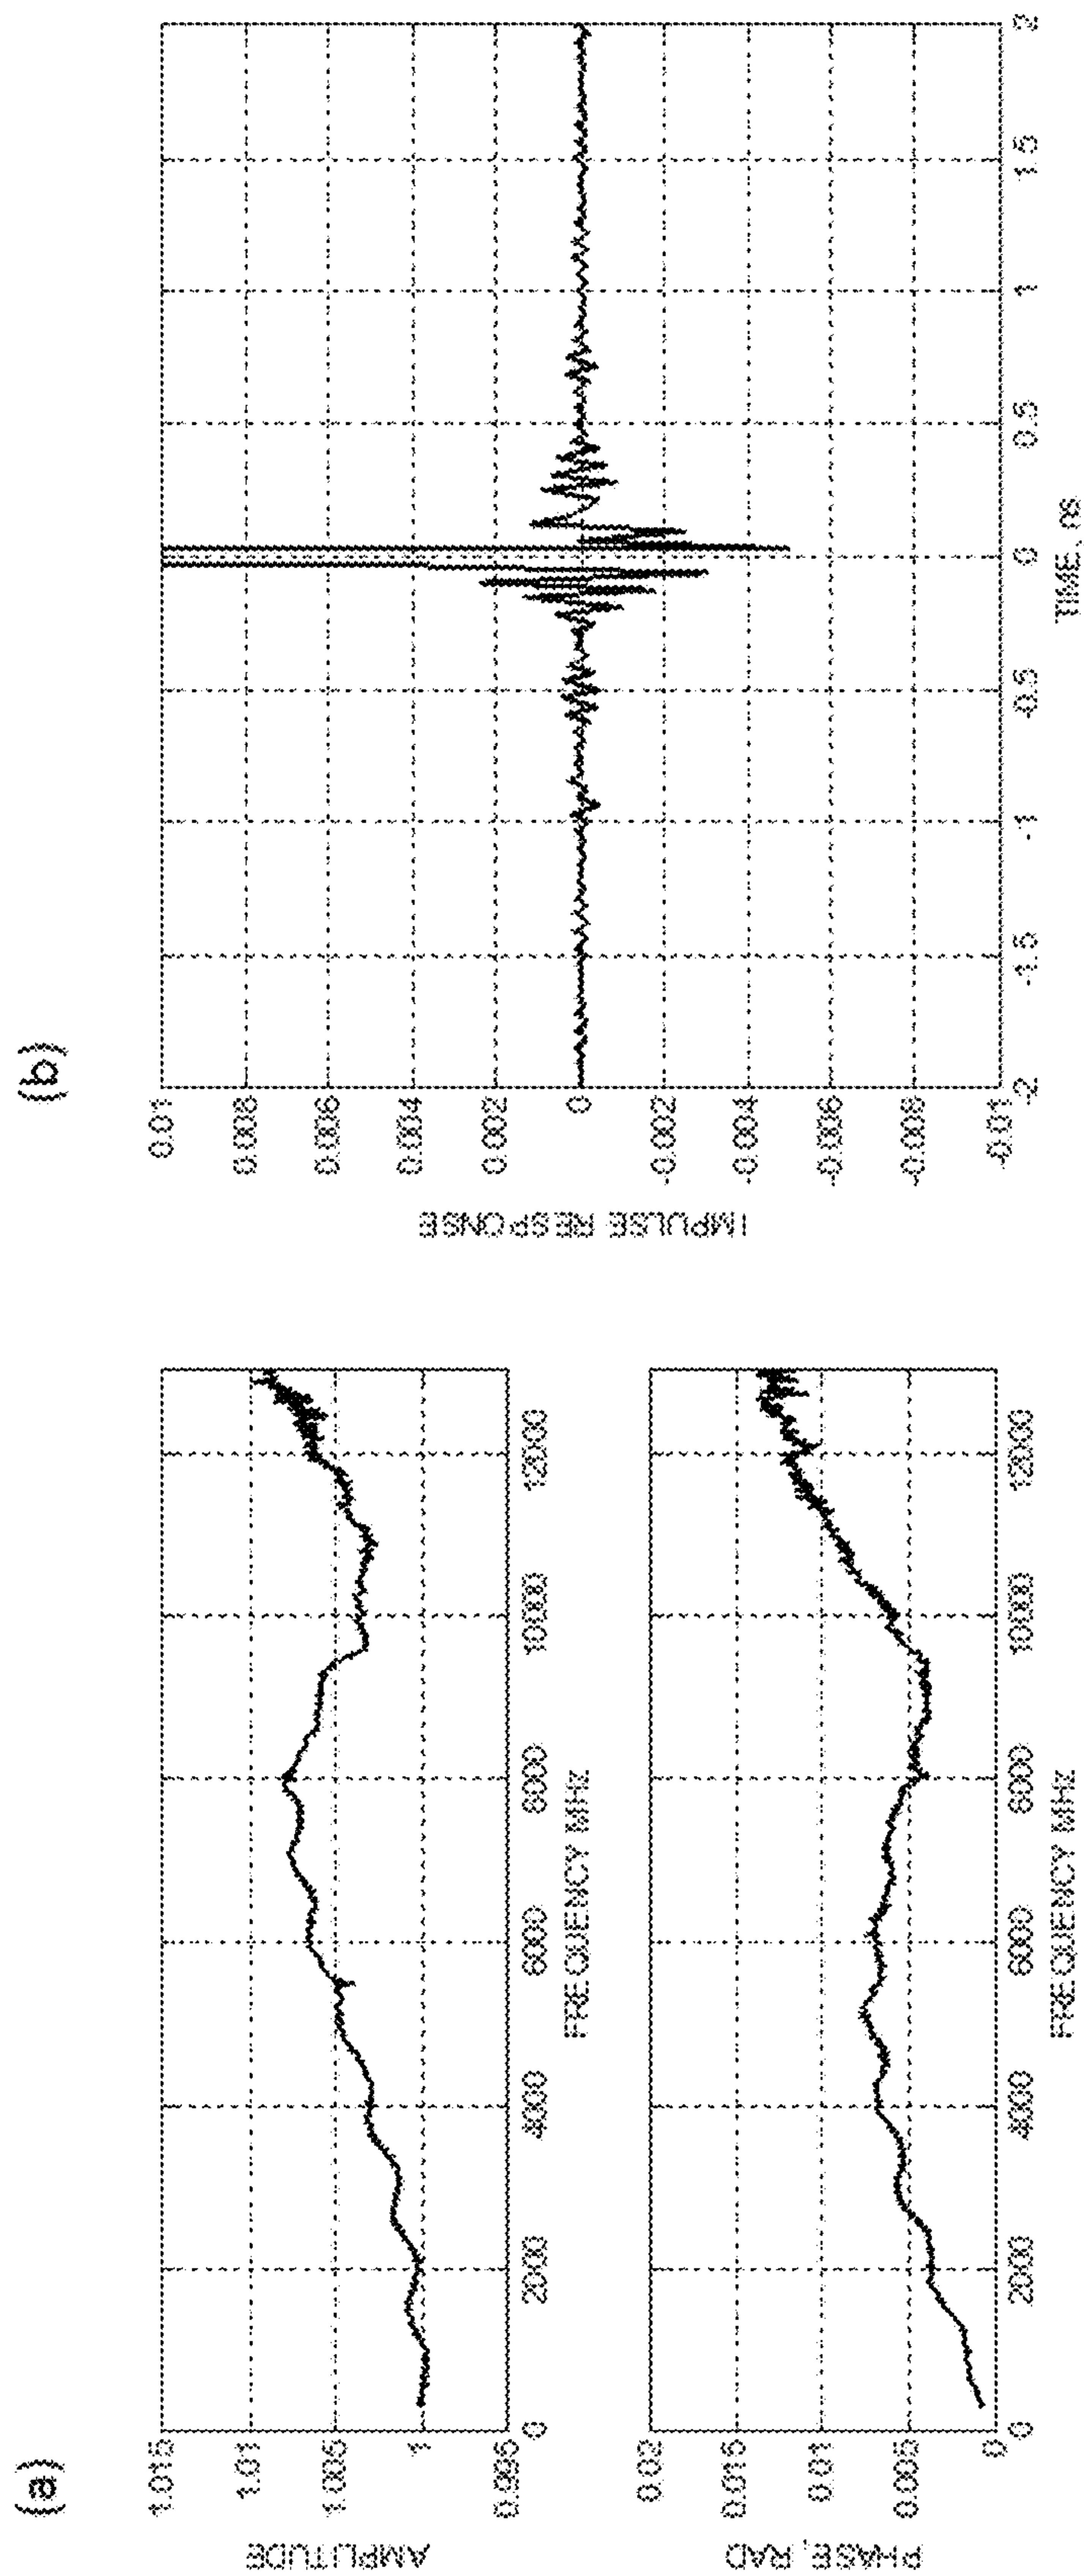 (a)
AMPLITUDE
1.015
1.01
1.005
1
0.995
0 2000 4000 6000 8000 10000 12000
FREQUENCY MHz
PHASE, RAD
0.02
0.015
0.01
0.005
0
0 2000 4000 6000 8000 10000 12000
FREQUENCY MHz
(b)
IMPULSE RESPONSE
0.01
0.008
0.006
0.004
0.002
0
-0.002
-0.004
-0.006
-0.008
-0.01
-2 -1.5 -1 -0.5 0 0.5 1 1.5 2
TIME, ns